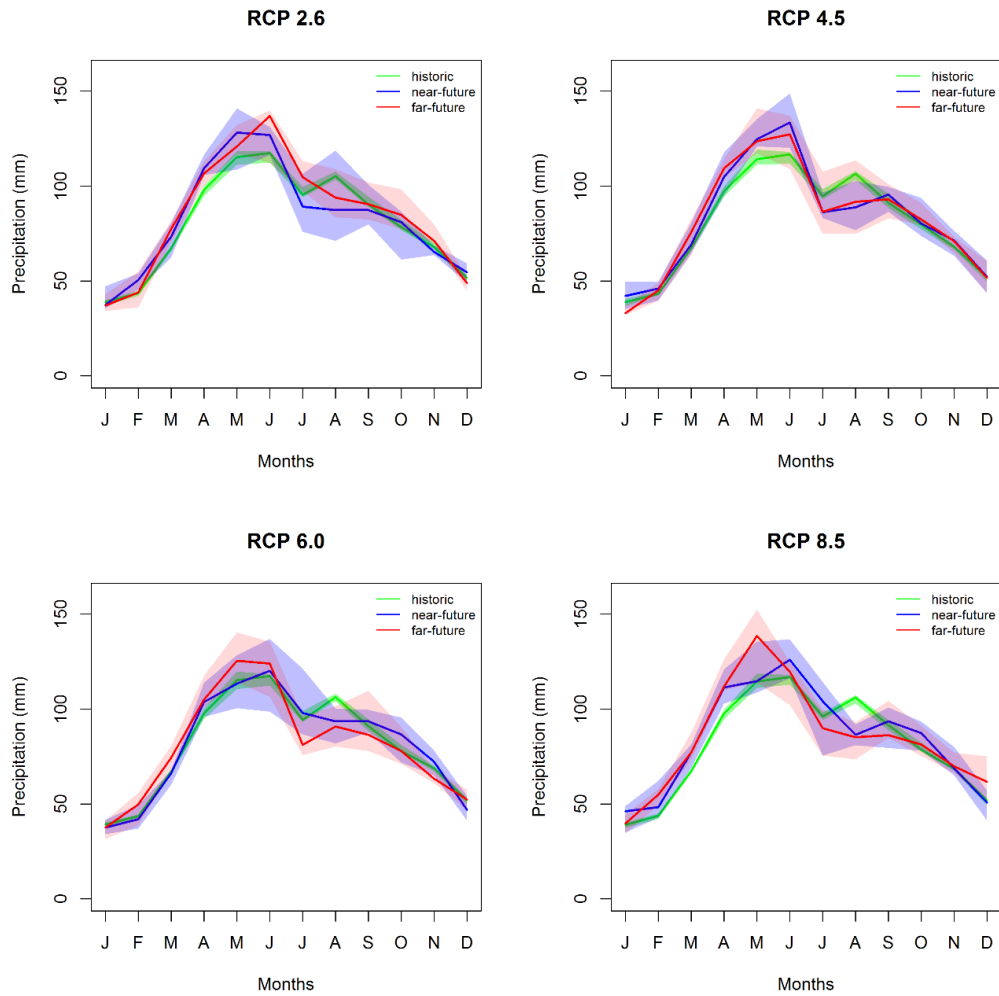 RCP 2.6
Precipitation (mm)
150
100
50
0
historic
near-future
far-future
J F M A M J J A S O N D
Months
RCP 4.5
Precipitation (mm)
150
100
50
0
historic
near-future
far-future
J F M A M J J A S O N D
Months
RCP 6.0
Precipitation (mm)
150
100
50
0
historic
near-future
far-future
J F M A M J J A S O N D
Months
RCP 8.5
Precipitation (mm)
150
100
50
0
historic
near-future
far-future
J F M A M J J A S O N D
Months